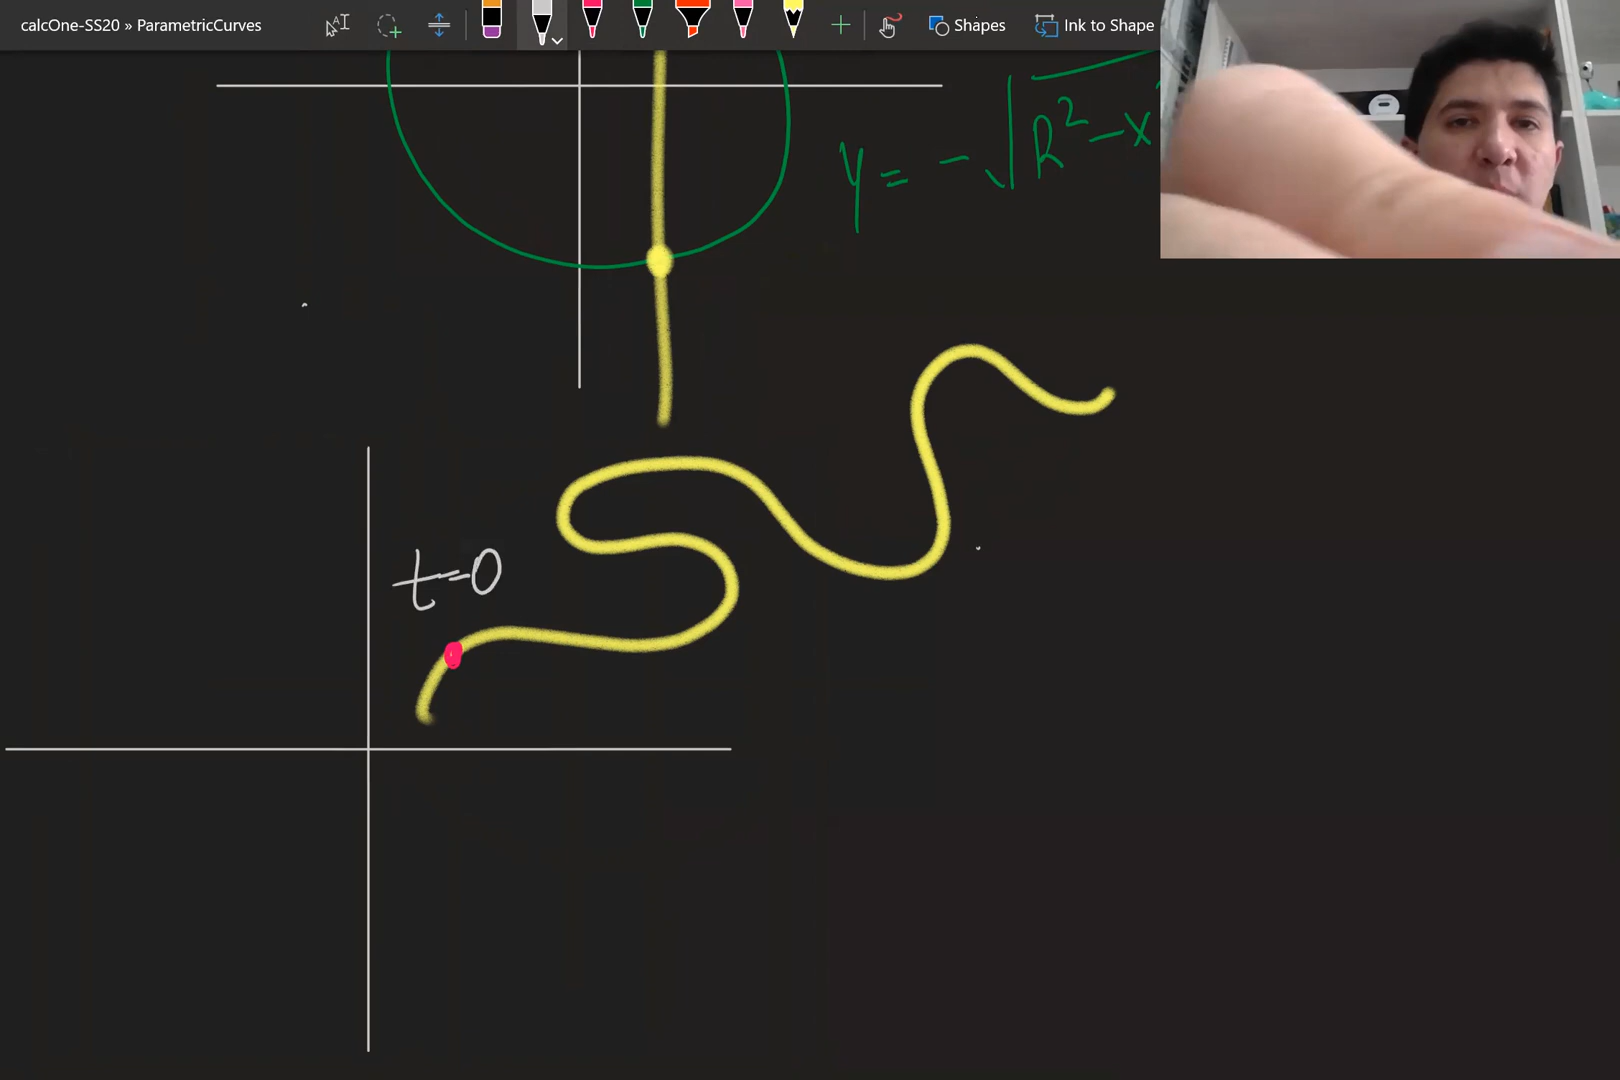 calcOne-SS20 » ParametricCurves
Shapes
Ink to Shape
y = -√R²-x
t=0